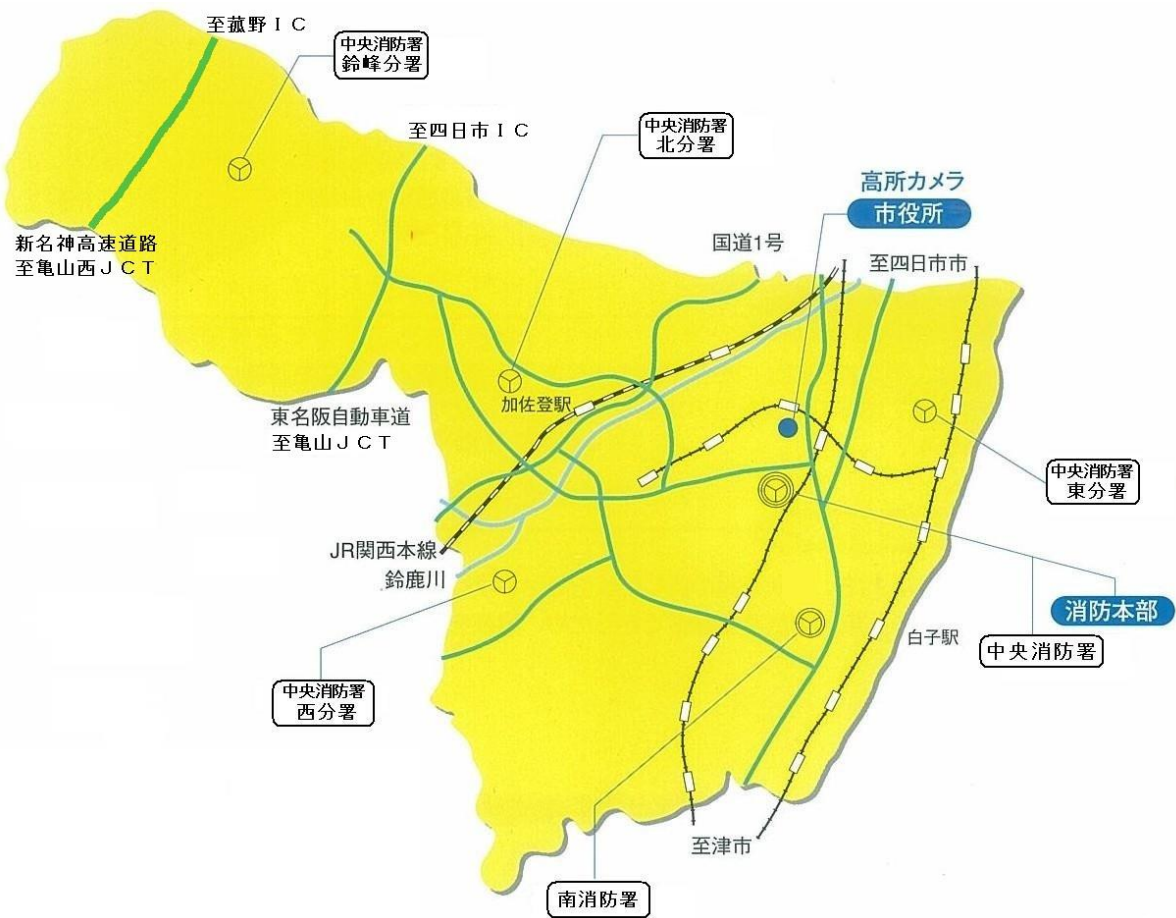 至菰野IC
中央消防署
鈴峰分署
至四日市IC
中央消防署
北分署
高所カメラ
市役所
新名神高速道路
至亀山西JCT
国道1号
至四日市市
東名阪自動車道
至亀山JCT
加佐登駅
中央消防署
東分署
JR関西本線
鈴鹿川
消防本部
白子駅
中央消防署
中央消防署
西分署
至津市
南消防署